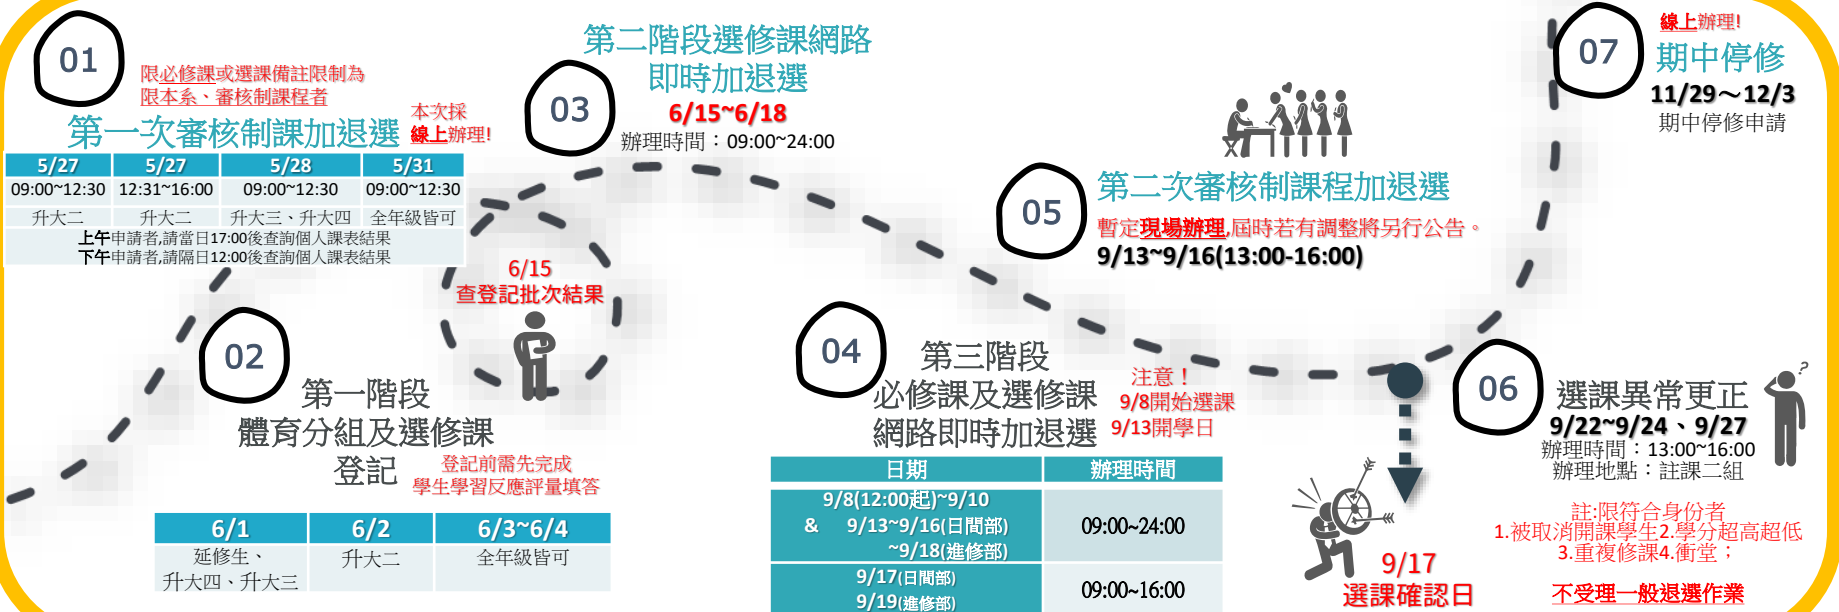 01
限必修課或選課備註限制為
限本系、審核制課程者
第一次審核制課加退選
本次採
線上辦理!
5/27 5/27 5/28 5/31
09:00~12:30 12:31~16:00 09:00~12:30 09:00~12:30
升大二 升大二 升大三、升大四 全年級皆可
上午申請者,請當日17:00後查詢個人課表結果
下午申請者,請隔日12:00後查詢個人課表結果
02
第一階段
體育分組及選修課
登記
登記前需先完成
學生學習反應評量填答
6/1 6/2 6/3~6/4
延修生、
升大四、升大三
升大二
全年級皆可
6/15
查登記批次結果
03
第二階段選修課網路
即時加退選
6/15~6/18
辦理時間：09:00~24:00
04
第三階段
必修課及選修課
網路即時加退選
注意！
9/8開始選課
9/13開學日
日期 辦理時間
9/8(12:00起)~9/10
& 9/13~9/16(日間部)
~9/18(進修部)
09:00~24:00
9/17(日間部)
9/19(進修部)
09:00~16:00
05
第二次審核制課程加退選
暫定現場辦理,屆時若有調整將另行公告。
9/13~9/16(13:00-16:00)
9/17
選課確認日
06
選課異常更正
9/22~9/24、9/27
辦理時間：13:00~16:00
辦理地點：註課二組
?
註:限符合身份者
1.被取消開課學生2.學分超高超低
3.重複修課4.衝堂；
不受理一般退選作業
07
線上辦理!
期中停修
11/29～12/3
期中停修申請